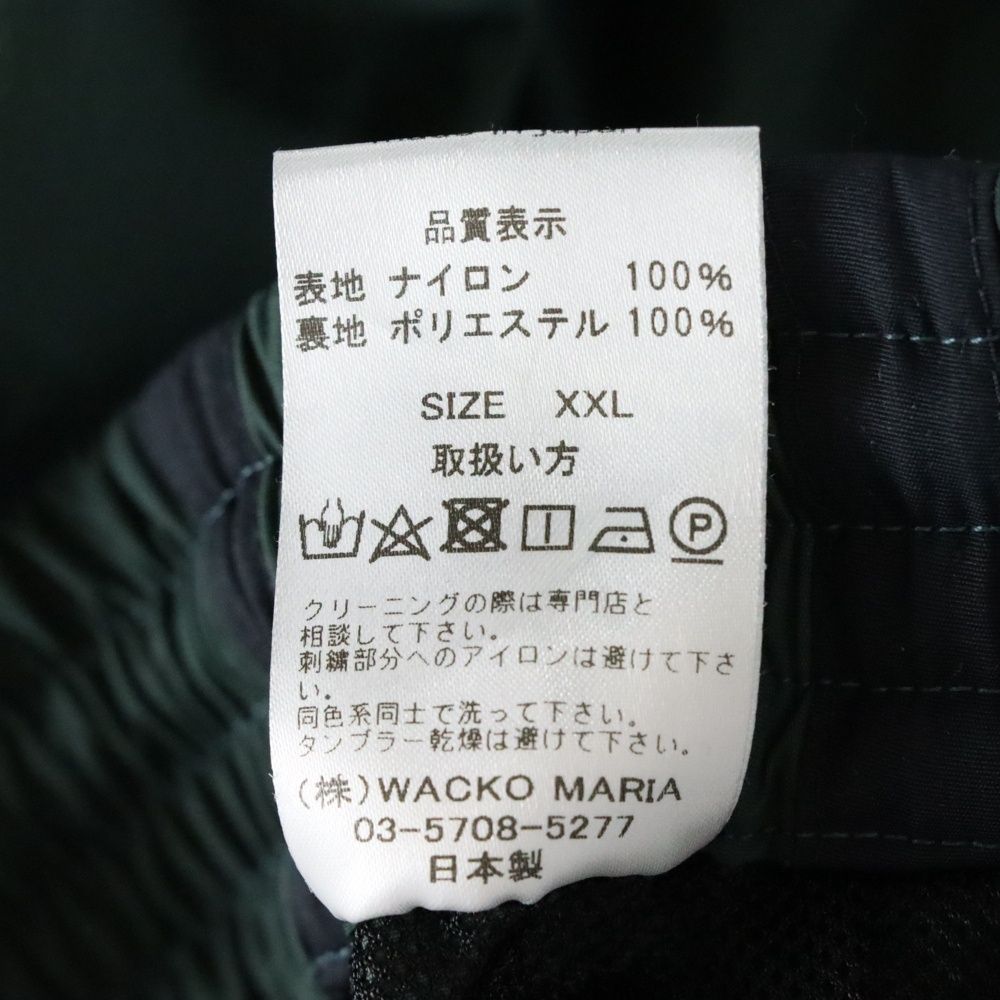 品質表示
表地 ナイロン 100%
裏地 ポリエステル 100%
SIZE XXL
取扱い方
P
クリーニングの際は専門店と
相談して下さい。
刺繍部分へのアイロンは避けて下さ
い。
同色系同士で洗って下さい。
タンブラー乾燥は避けて下さい。
(株)WACKO MARIA
03-5708-5277
日本製